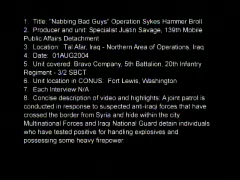 1. Title: "Nabbing Bad Guys" Operation Sykes Hammer Broll
2. Producer and unit: Specialist Justin Savage, 139th Mobile
Public Affairs Detachment
3. Location: Tal Afar, Iraq - Northern Area of Operations, Iraq
4. Date: 01AUG2004
5. Unit covered: Bravo Company, 5th Battalion, 20th Infantry
Regiment - 3/2 SBCT
6. Unit location in CONUS: Fort Lewis, Washington
7. Each Interview N/A
8. Concise description of video and highlights: A joint patrol is
conducted in response to suspected anti-iraqi forces that have
crossed the border from Syria and hide within the city
Multinational Forces and Iraqi National Guard detain individuals
who have tested positive for handling explosives and
possessing some heavy firepower.